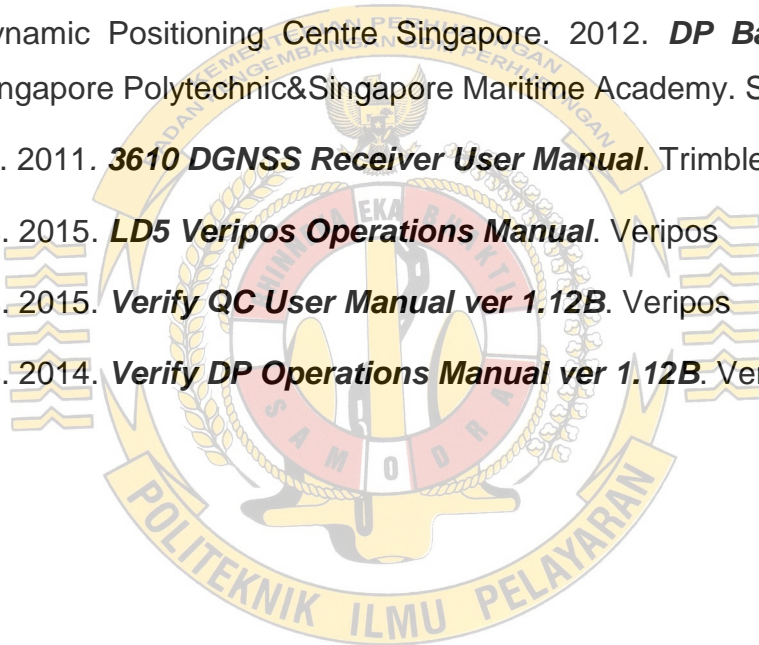 ynamic Positioning Centre Singapore. 2012. DP Ba
ngapore Polytechnic&Singapore Maritime Academy. S
. 2011. 3610 DGNSS Receiver User Manual. Trimble
. 2015. LD5 Veripos Operations Manual. Veripos
. 2015. Verify QC User Manual ver 1.12B. Veripos
. 2014. Verify DP Operations Manual ver 1.12B. Ver
EKA
SAMODRA
POLITEKNIK ILMU PELAYARAN